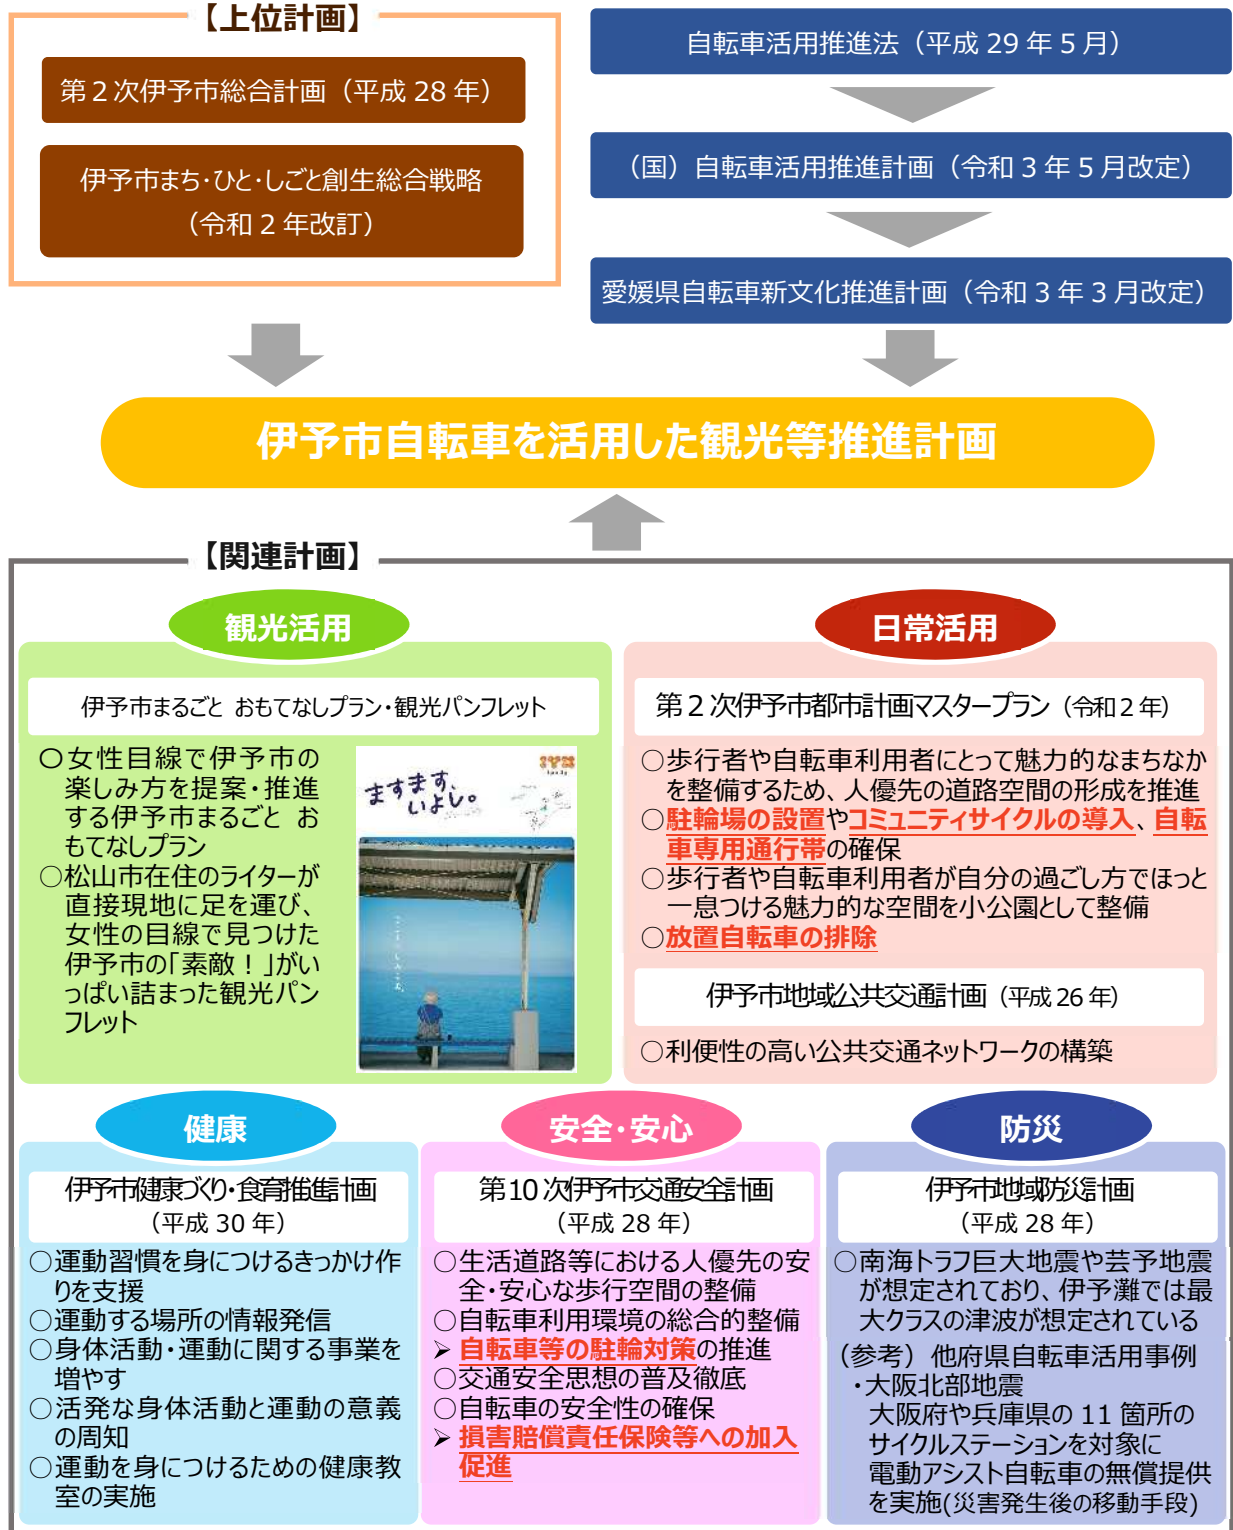 【上位計画】
第２次伊予市総合計画（平成 28 年）
伊予市まち・ひと・しごと創生総合戦略
（令和 2 年改訂）
自転車活用推進法（平成 29 年 5 月）
（国）自転車活用推進計画（令和 3 年 5 月改定）
愛媛県自転車新文化推進計画（令和 3 年 3 月改定）
伊予市自転車を活用した観光等推進計画
【関連計画】
観光活用
伊予市まるごと おもてなしプラン・観光パンフレット
〇女性目線で伊予市の
楽しみ方を提案・推進
する伊予市まるごと お
もてなしプラン
○松山市在住のライターが
直接現地に足を運び、
女性の目線で見つけた
伊予市の「素敵！」がい
っぱい詰まった観光パン
フレット
ますます、
いよし。
日常活用
第２次伊予市都市計画マスタープラン（令和２年）
○歩行者や自転車利用者にとって魅力的なまちなか
を整備するため、人優先の道路空間の形成を推進
○駐輪場の設置やコミュニティサイクルの導入、自転
車専用通行帯の確保
○歩行者や自転車利用者が自分の過ごし方でほっと
一息つける魅力的な空間を小公園として整備
○放置自転車の排除
伊予市地域公共交通計画（平成 26 年）
○利便性の高い公共交通ネットワークの構築
健康
伊予市健康づくり・食育推進計画
（平成 30 年）
○運動習慣を身につけるきっかけ作
りを支援
○運動する場所の情報発信
○身体活動・運動に関する事業を
増やす
○活発な身体活動と運動の意義
の周知
○運動を身につけるための健康教
室の実施
安全・安心
第10次伊予市交通安全計画
（平成 28 年）
○生活道路等における人優先の安
全・安心な歩行空間の整備
○自転車利用環境の総合的整備
➢ 自転車等の駐輪対策の推進
○交通安全思想の普及徹底
○自転車の安全性の確保
➢ 損害賠償責任保険等への加入
促進
防災
伊予市地域防災計画
（平成 28 年）
○南海トラフ巨大地震や芸予地震
が想定されており、伊予灘では最
大クラスの津波が想定されている
（参考）他府県自転車活用事例
・大阪北部地震
大阪府や兵庫県の 11 箇所の
サイクルステーションを対象に
電動アシスト自転車の無償提供
を実施(災害発生後の移動手段)